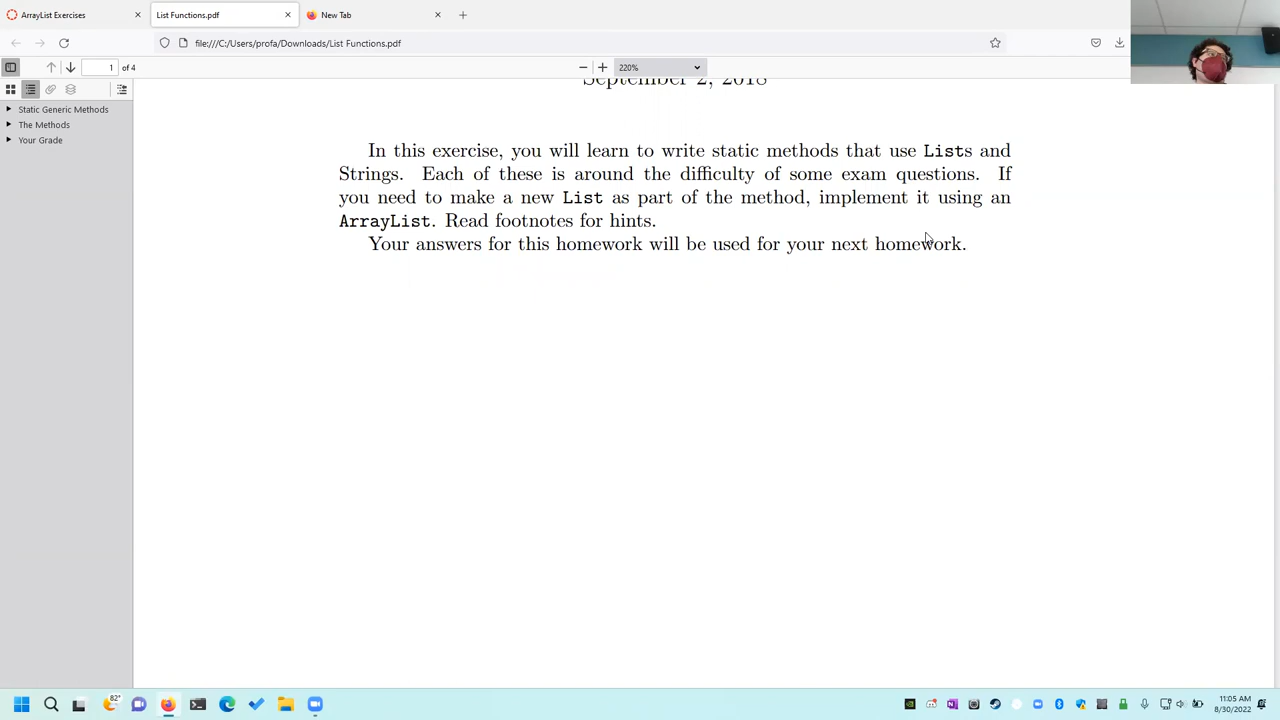 ArrayList Exercises
List Functions.pdf
New Tab
file:///C:/Users/profa/Downloads/List Functions.pdf
1 of 4
220%
Static Generic Methods
The Methods
Your Grade
September 2, 2018
In this exercise, you will learn to write static methods that use Lists and
Strings. Each of these is around the difficulty of some exam questions. If
you need to make a new List as part of the method, implement it using an
ArrayList. Read footnotes for hints.
Your answers for this homework will be used for your next homework.
82°
11:05 AM
8/30/2022